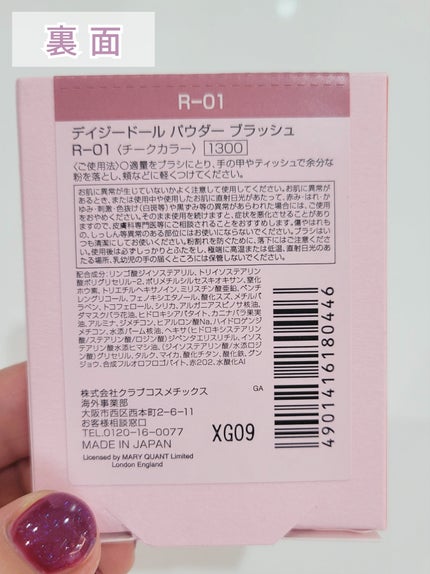 裏面
R-01
デイジードール パウダー ブラッシュ
R-01〈チークカラー〉 1300
〈ご使用法〉○適量をブラシにとり、手の甲やティッシュで余分な
粉を落とし、頬などに軽くつけてください。
お肌に異常が生じていないかよく注意して使用してください。お肌に異常が
あるとき、または使用中や使用したお肌に直射日光があたって、赤み・はれ・か
ゆみ・刺激・色抜け(白斑等)や黒ずみ等の異常があらわれた場合には、ご使用
をおやめください。そのまま使用を続けますと、症状を悪化させることがあり
ますので、皮膚科専門医等にご相談されることをおすすめします。傷やはれも
の、しっしん等異常のある部位にはお使いにならないでください。ブラシはい
つも清潔にしてお使いください。粉割れを防ぐために、落下にはご注意くださ
い。使用後は必ずしっかりとふたをし、極端に高温または低温、直射日光のあ
たる場所、乳幼児の手の届くところには保管しないでください。
配合成分:リンゴ酸ジイソステアリル、トリイソステアリン
酸ポリグリセリル-2、ポリメチルシルセスキオキサン、窒化
ホウ素、トリエチルヘキサノイン、ミリスチン酸亜鉛、ペンチ
レングリコール、フェノキシエタノール、酸化スズ、メチルパラ
ベン、トコフェロール、シリカ、アルガニアスピノサ核油、
ダマスクバラ花油、ヒドロキシアパタイト、カニナバラ果実
油、アルミナ、ジメチコン、ヒアルロン酸Na、ハイドロゲンジ
メチコン、水添パーム核油、ヘキサ(ヒドロキシステアリン酸
/ステアリン酸/ロジン酸)ジペンタエリスリチル、イソス
テアリン酸水添ヒマシ油、(ジイソステアリン酸/水添ロジ
ン酸)グリセリル、タルク、マイカ、酸化チタン、酸化鉄、グン
ジョウ、合成フルオロフロゴパイト、赤202、水酸化Al
株式会社クラブコスメチックス GA
海外事業部
大阪市西区西本町2-6-11
お客様相談窓口
TEL.0120-16-0077
MADE IN JAPAN
XG09
Licensed by MARY QUANT Limited
London England
4901416180446